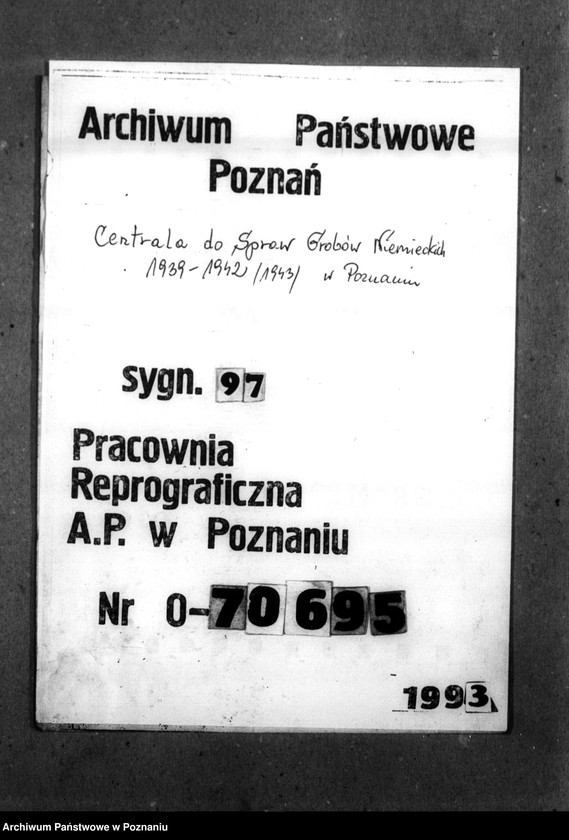 Archiwum Państwowe
Poznań
Centrala do Spraw Grobów Niemieckich
1939-1942 /1943/ w Poznaniu
sygn. 97
Pracownia
Reprograficzna
A.P. w Poznaniu
Nr 0-70695
1993
Archiwum Państwowe w Poznaniu